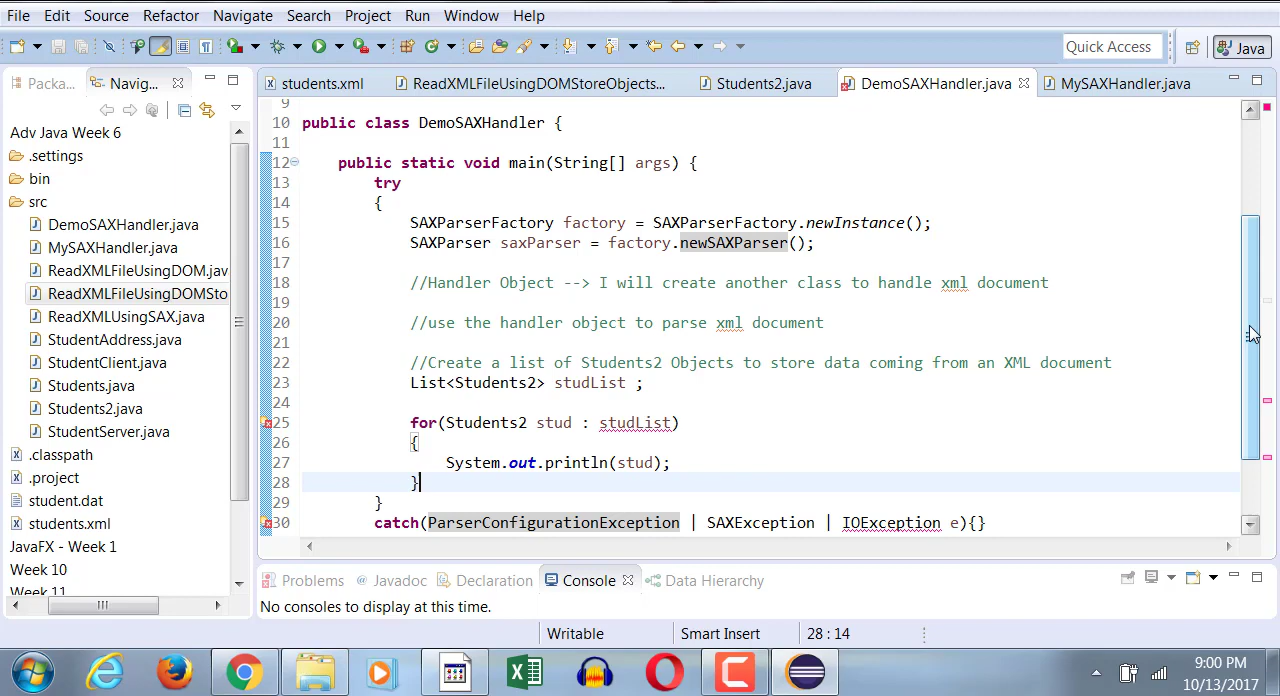 File Edit Source Refactor Navigate Search Project Run Window Help
Quick Access Java
Packa... Navig...
students.xml ReadXMLFileUsingDOMStoreObjects... Students2.java DemoSAXHandler.java MySAXHandler.java
Adv Java Week 6
.settings
bin
src
DemoSAXHandler.java
MySAXHandler.java
ReadXMLFileUsingDOM.jav
ReadXMLFileUsingDOMSto
ReadXMLUsingSAX.java
StudentAddress.java
StudentClient.java
Students.java
Students2.java
StudentServer.java
.classpath
.project
student.dat
students.xml
JavaFX - Week 1
Week 10
Week 11
9
10 public class DemoSAXHandler {
11
12 public static void main(String[] args) {
13 try
14 {
15 SAXParserFactory factory = SAXParserFactory.newInstance();
16 SAXParser saxParser = factory.newSAXParser();
17
18 //Handler Object --> I will create another class to handle xml document
19
20 //use the handler object to parse xml document
21
22 //Create a list of Students2 Objects to store data coming from an XML document
23 List<Students2> studList ;
24
25 for(Students2 stud : studList)
26 {
27 System.out.println(stud);
28 }
29 }
30 catch(ParserConfigurationException | SAXException | IOException e){}
Problems Javadoc Declaration Console Data Hierarchy
No consoles to display at this time.
Writable Smart Insert 28 : 14
9:00 PM
10/13/2017